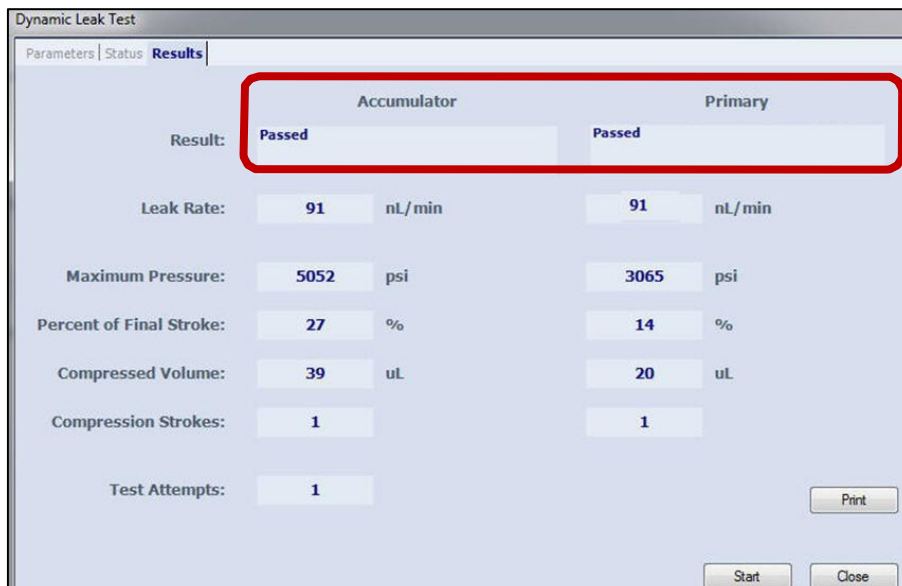 Dynamic Leak Test
Parameters Status Results
Accumulator Primary
Result: Passed Passed
Leak Rate: 91 nL/min 91 nL/min
Maximum Pressure: 5052 psi 3065 psi
Percent of Final Stroke: 27 % 14 %
Compressed Volume: 39 uL 20 uL
Compression Strokes: 1 1
Test Attempts: 1
Print
Start Close